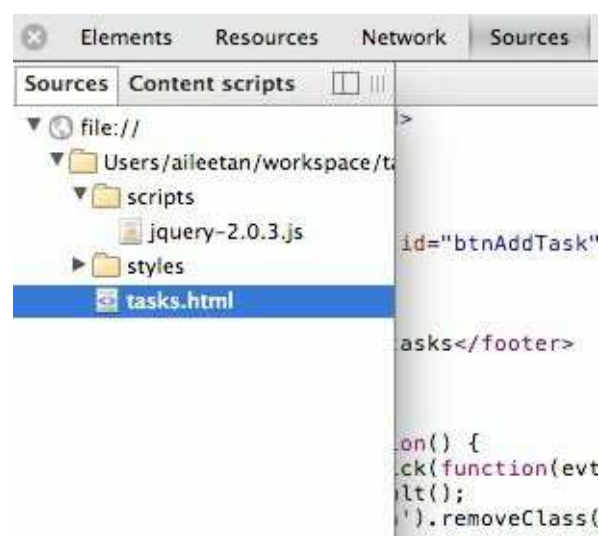 Elements Resources Network Sources
Sources Content scripts
file://
Users/aileetan/workspace/ta
scripts
jquery-2.0.3.js
styles
tasks.html
>
id="btnAddTask"
asks</footer>
on() {
ck(function(evt
lt();
').removeClass(